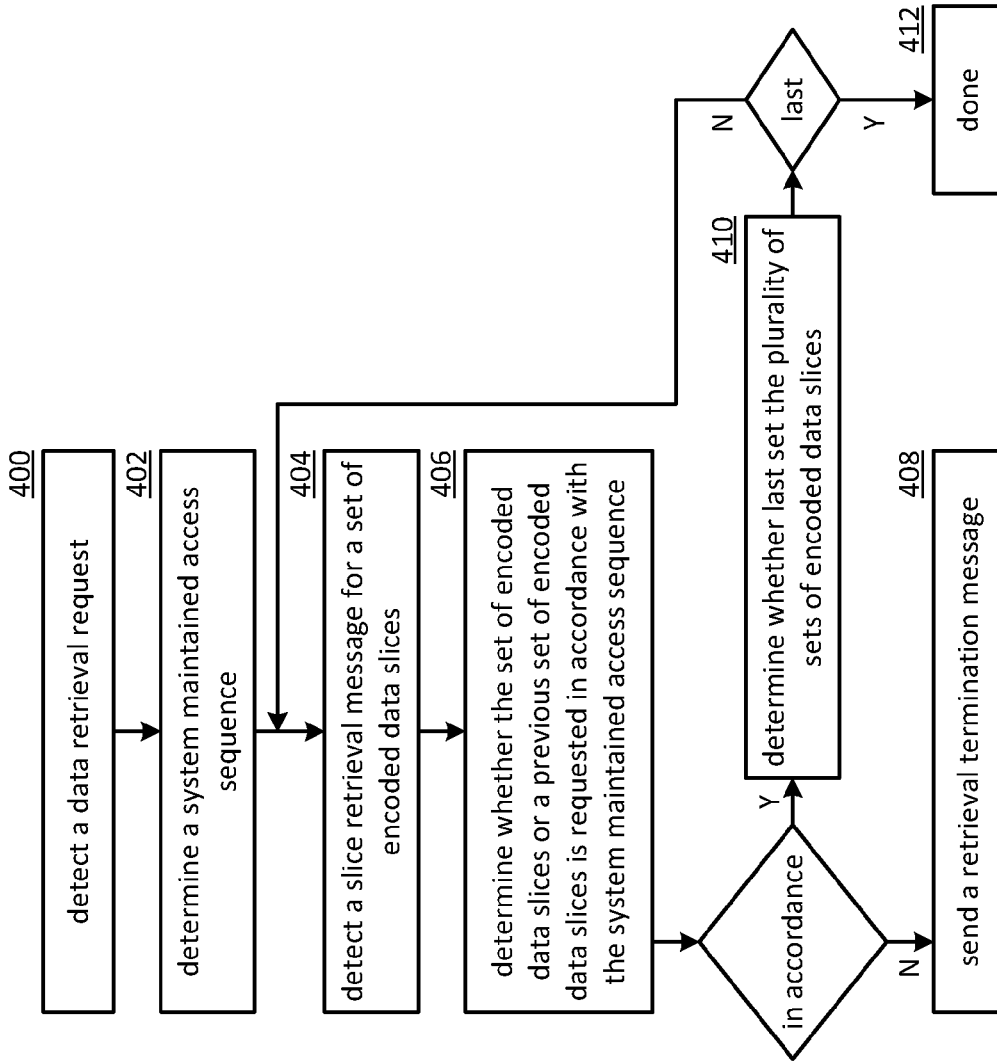 400
detect a data retrieval request
402
determine a system maintained access
sequence
404
detect a slice retrieval message for a set of
encoded data slices
406
determine whether the set of encoded
data slices or a previous set of encoded
data slices is requested in accordance with
the system maintained access sequence
in accordance
Y
N
408
send a retrieval termination message
410
determine whether last set the plurality of
sets of encoded data slices
last
N
Y
412
done